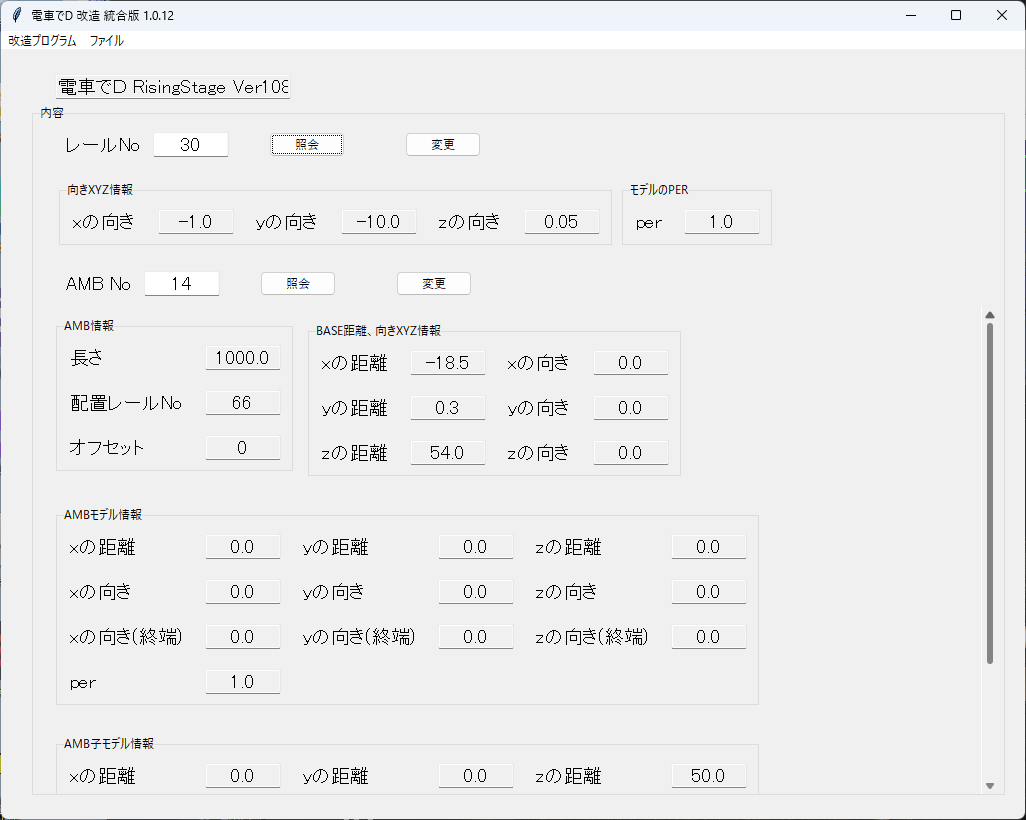 電車でD 改造 統合版 1.0.12
改造プログラム ファイル
電車でD RisingStage Ver108
内容
レールNo 30 照会 変更
向きXYZ情報 モデルのPER
xの向き -1.0 yの向き -10.0 zの向き 0.05 per 1.0
AMB No 14 照会 変更
AMB情報
長さ 1000.0
配置レールNo 66
オフセット 0
BASE距離、向きXYZ情報
xの距離 -18.5 xの向き 0.0
yの距離 0.3 yの向き 0.0
zの距離 54.0 zの向き 0.0
AMBモデル情報
xの距離 0.0 yの距離 0.0 zの距離 0.0
xの向き 0.0 yの向き 0.0 zの向き 0.0
xの向き(終端) 0.0 yの向き(終端) 0.0 zの向き(終端) 0.0
per 1.0
AMB子モデル情報
xの距離 0.0 yの距離 0.0 zの距離 50.0